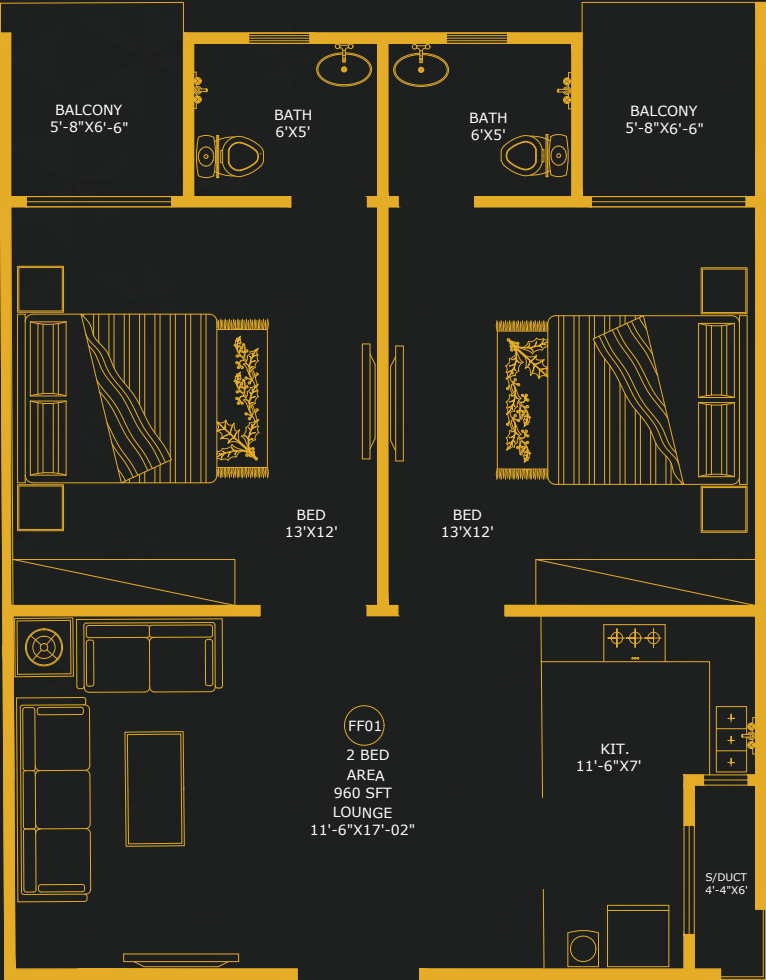 BALCONY
5'-8"X6'-6"
BATH
6'X5'
BATH
6'X5'
BALCONY
5'-8"X6'-6"
BED
13'X12'
BED
13'X12'
FF01
2 BED
AREA
960 SFT
LOUNGE
11'-6"X17'-02"
KIT.
11'-6"X7'
S/DUCT
4'-4"X6'